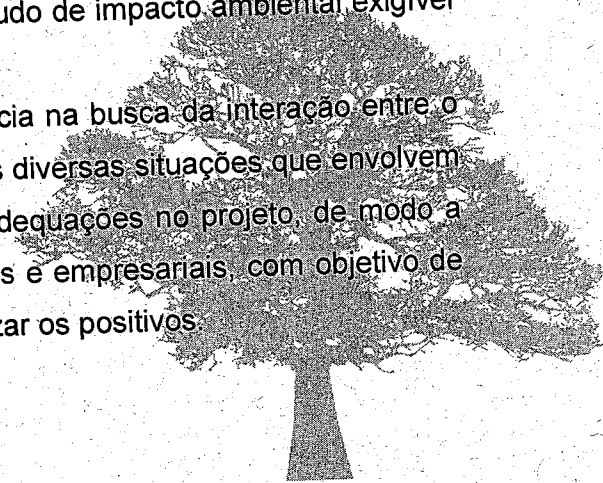 udo de impacto ambiental exigível
cia na busca da interação entre o
s diversas situações que envolvem
dequações no projeto, de modo a
s e empresariais, com objetivo de
zar os positivos.